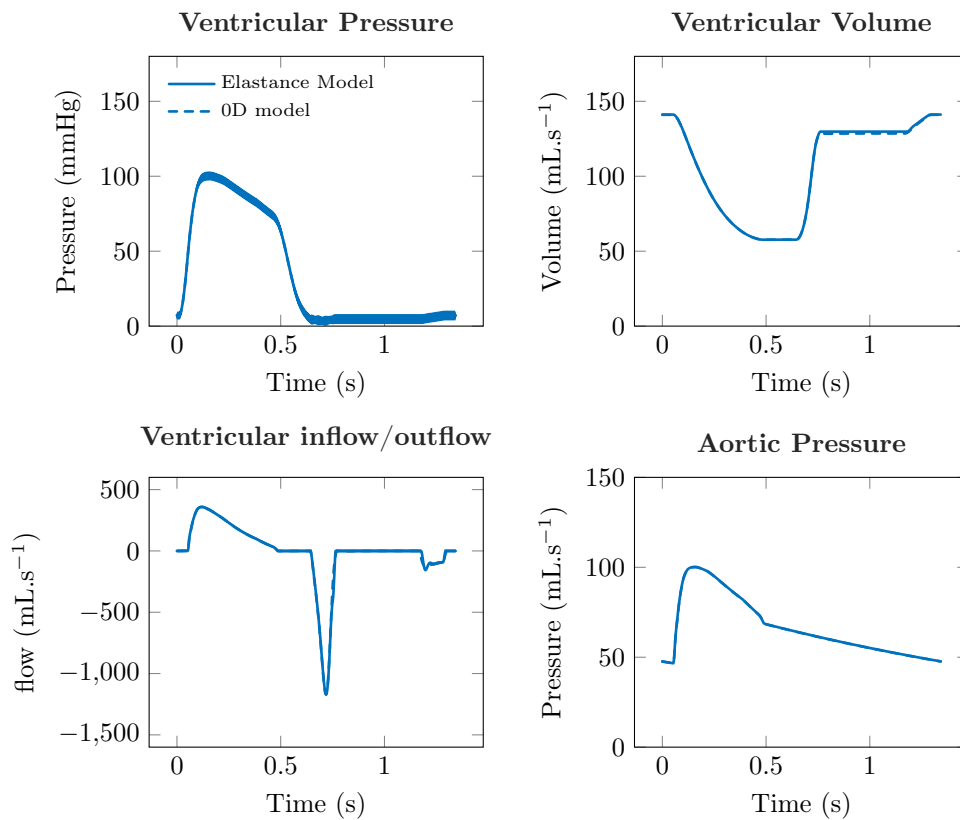 Ventricular Pressure
150
100
50
0
0 0.5 1
Pressure (mmHg)
Time (s)
Elastance Model
0D model
Ventricular Volume
150
100
50
0
0 0.5 1
Volume (mL.s−1)
Time (s)
Ventricular inflow/outflow
500
0
−500
−1,000
−1,500
0 0.5 1
flow (mL.s−1)
Time (s)
Aortic Pressure
150
100
50
0
0 0.5 1
Pressure (mL.s−1)
Time (s)